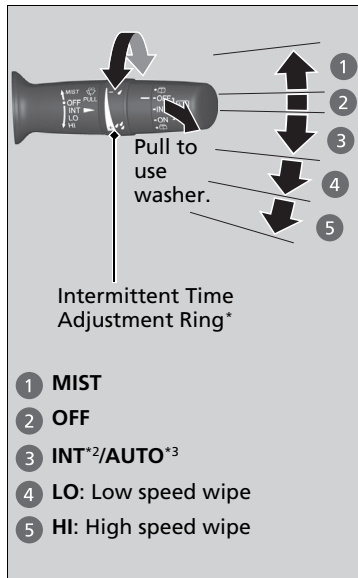 MIST
OFF
INT
LO
HI
PULL
OFF
INT
ON
1
2
3
4
5
Pull to
use
washer.
Intermittent Time
Adjustment Ring*
1 MIST
2 OFF
3 INT*2/AUTO*3
4 LO: Low speed wipe
5 HI: High speed wipe